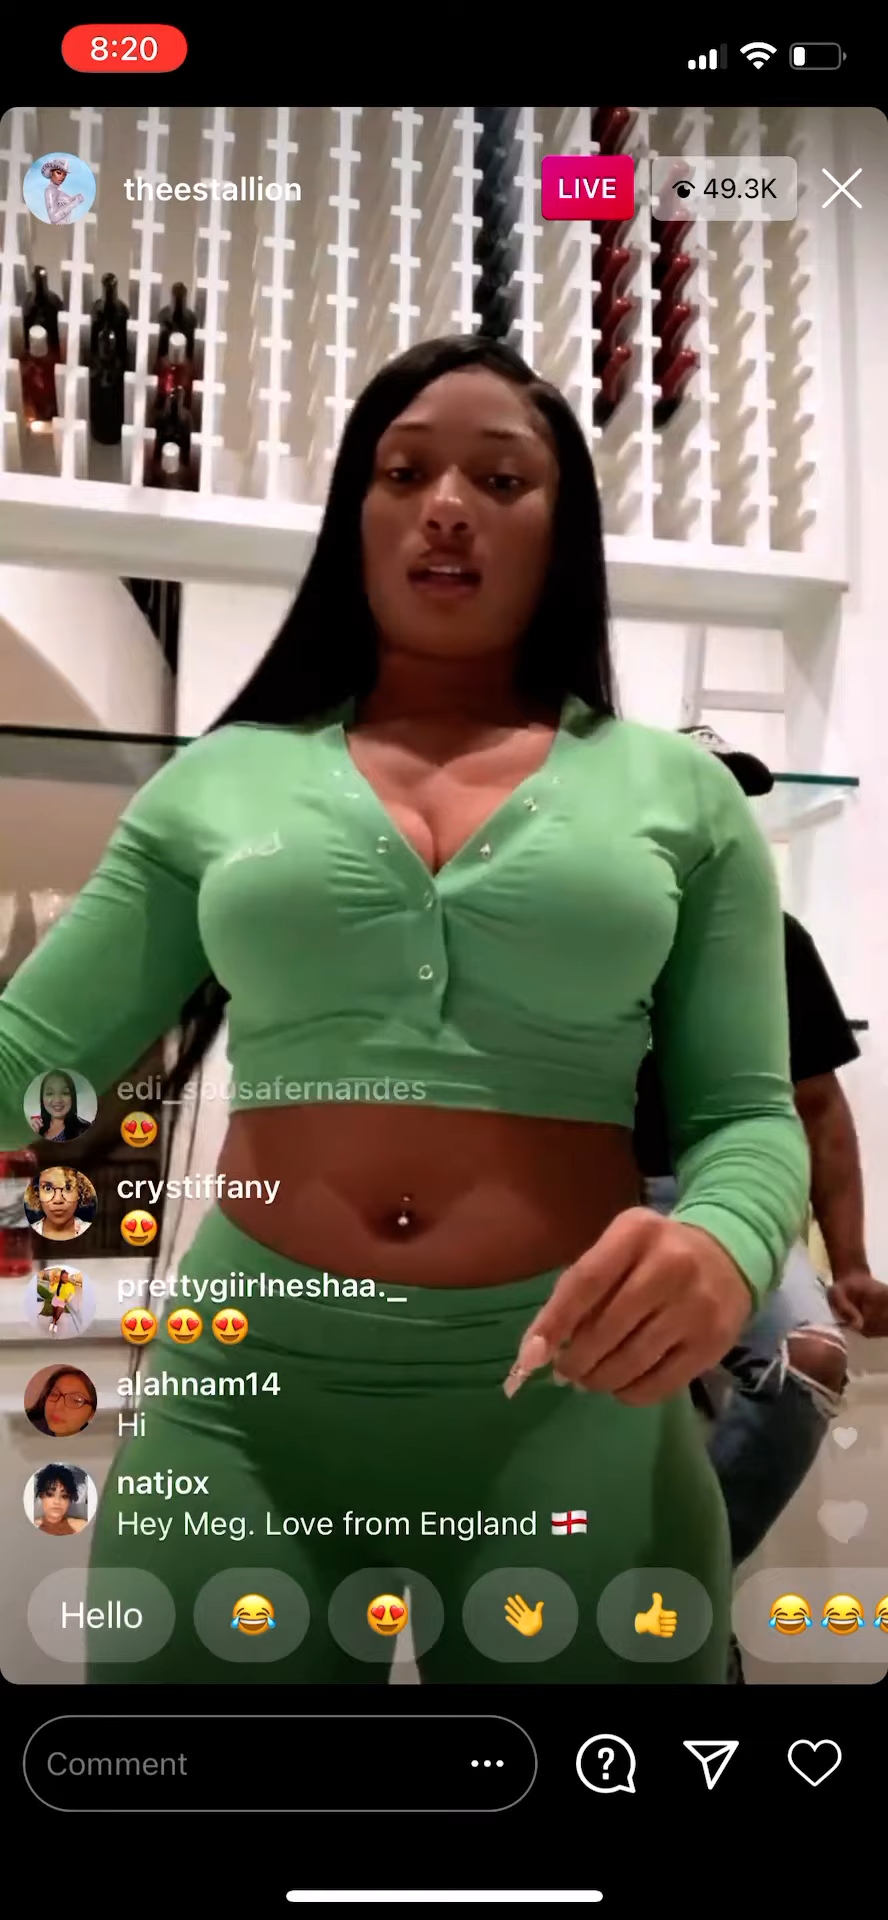 8:20
theestallion
LIVE
49.3K
edi_sousafernandes
😍
crystiffany
😍
prettygiirlneshaa._
😍😍😍
alahnam14
Hi
natjox
Hey Meg. Love from England 🏴󠁧󠁢󠁥󠁮󠁧󠁿
Hello 😂 😍 👋 👍 😂😂
Comment